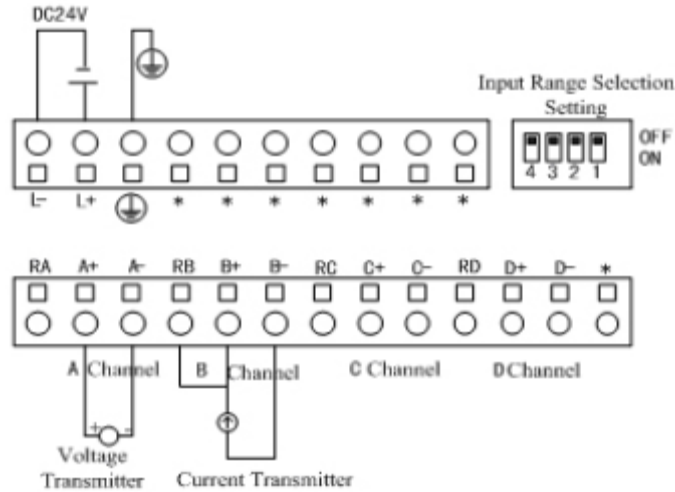 DC24V
Input Range Selection
Setting
OFF
ON
4 3 2 1
L- L+ * * * * * * *
RA A+ A- RB B+ B- RC C+ C- RD D+ D- *
A Channel B Channel C Channel D Channel
+ -
Voltage
Transmitter
Current Transmitter